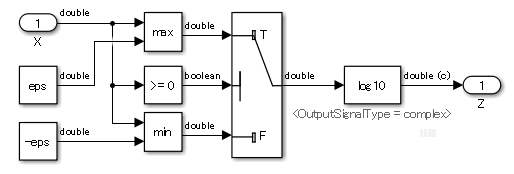 double
1
X
max
double
T
double
eps
boolean
>= 0
double
log10
double (c)
1
Z
double
-eps
min
double
F
<OutputSignalType = complex>